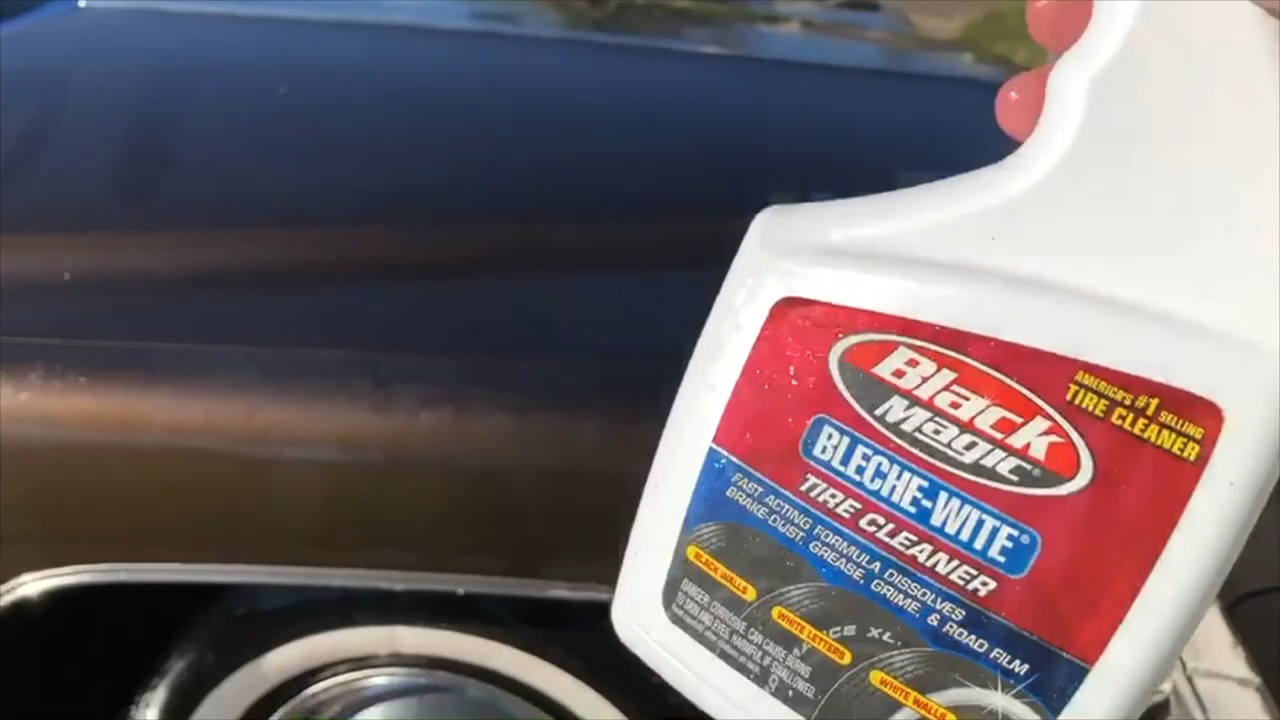 Black
Magic®
AMERICA'S #1 SELLING
TIRE CLEANER
BLECHE-WITE®
TIRE CLEANER
FAST ACTING FORMULA DISSOLVES
BRAKE-DUST, GREASE, GRIME, & ROAD FILM
BLACK WALLS
WHITE LETTERS
WHITE WALLS
DANGER: CORROSIVE. CAN CAUSE BURNS
TO SKIN AND EYES. HARMFUL IF SWALLOWED.
CE XL